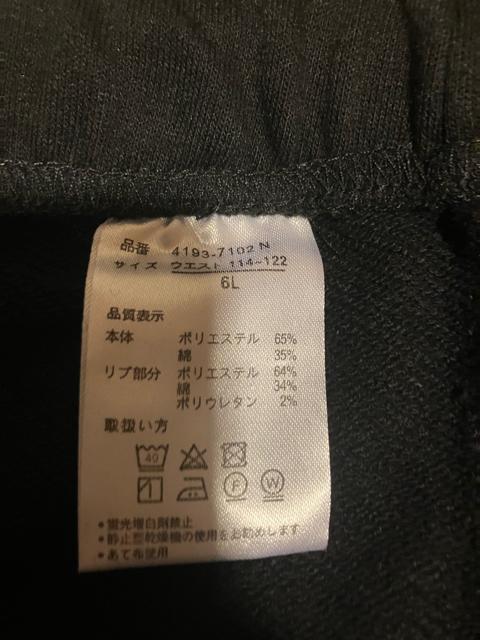 品番 4193-7102 N
サイズ ウエスト 114~122
6L
品質表示
本体 ポリエステル 65%
綿 35%
リブ部分 ポリエステル 64%
綿 34%
ポリウレタン 2%
取扱い方
40
F W
•蛍光増白剤禁止
•静止型乾燥機の使用をお勧めします
•あて布使用